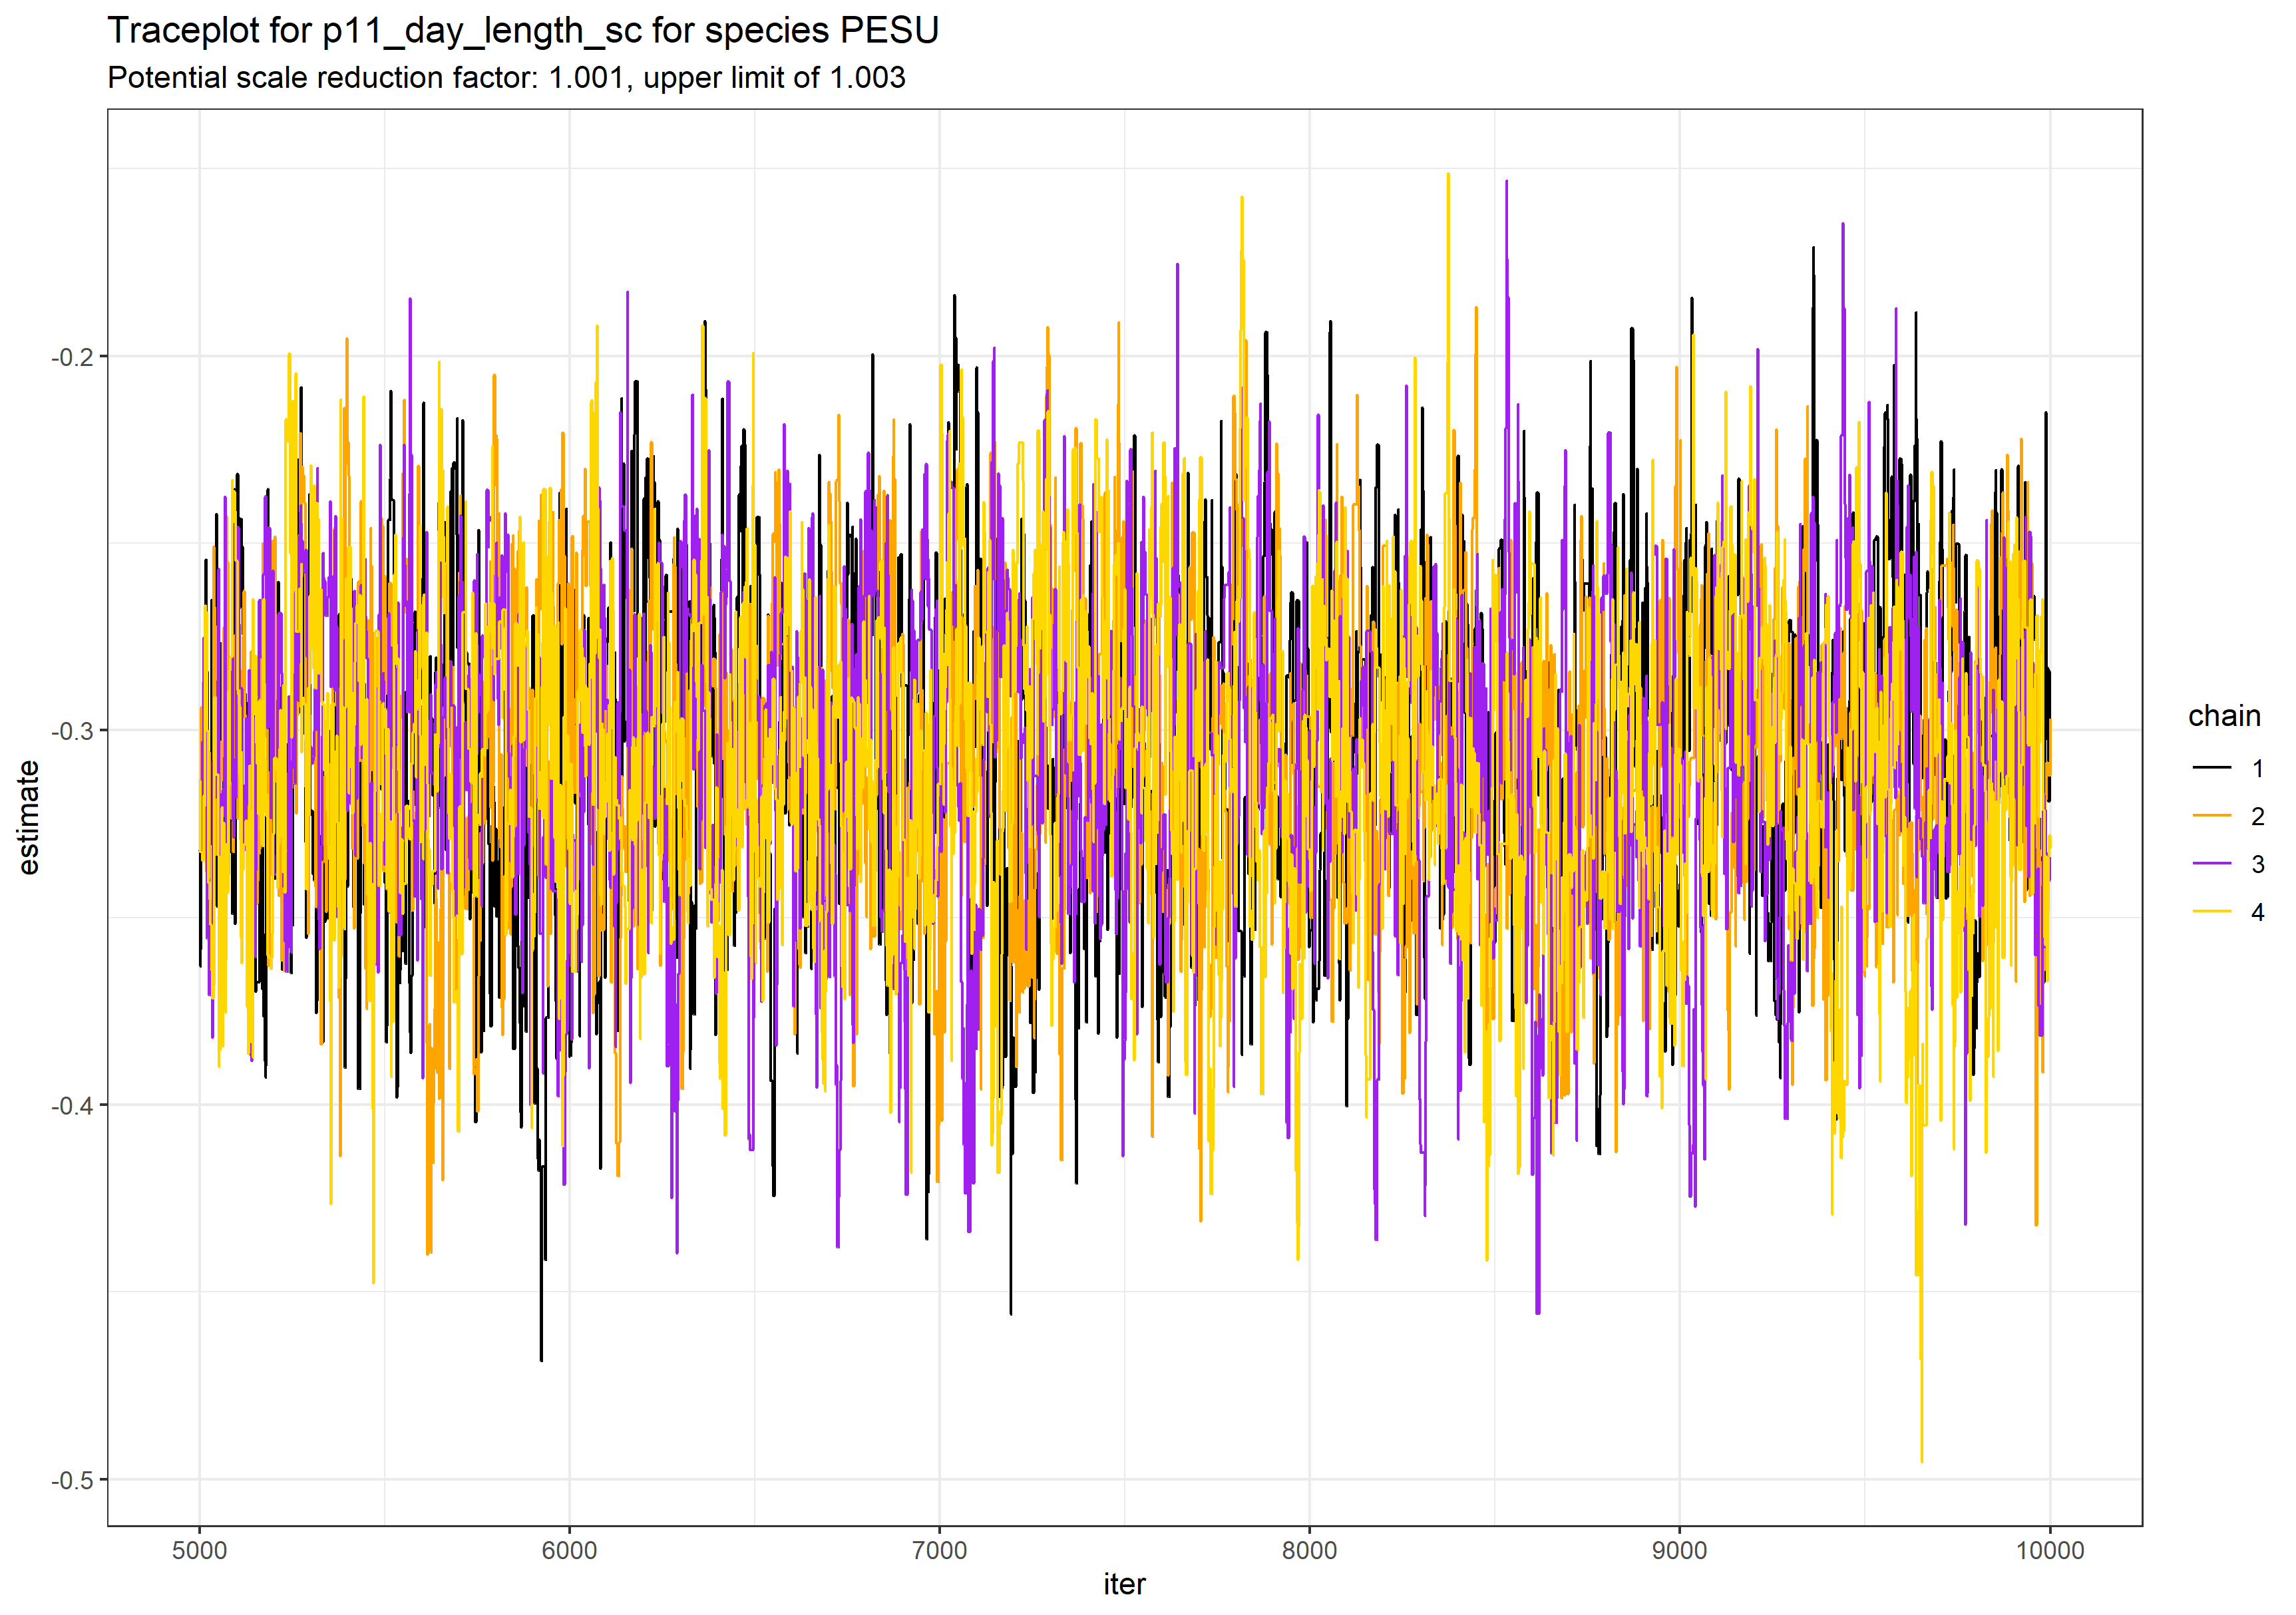 Traceplot for p11_day_length_sc for species PESU
Potential scale reduction factor: 1.001, upper limit of 1.003
estimate
-0.2
-0.3
-0.4
-0.5
5000 6000 7000 8000 9000 10000
iter
chain
1
2
3
4